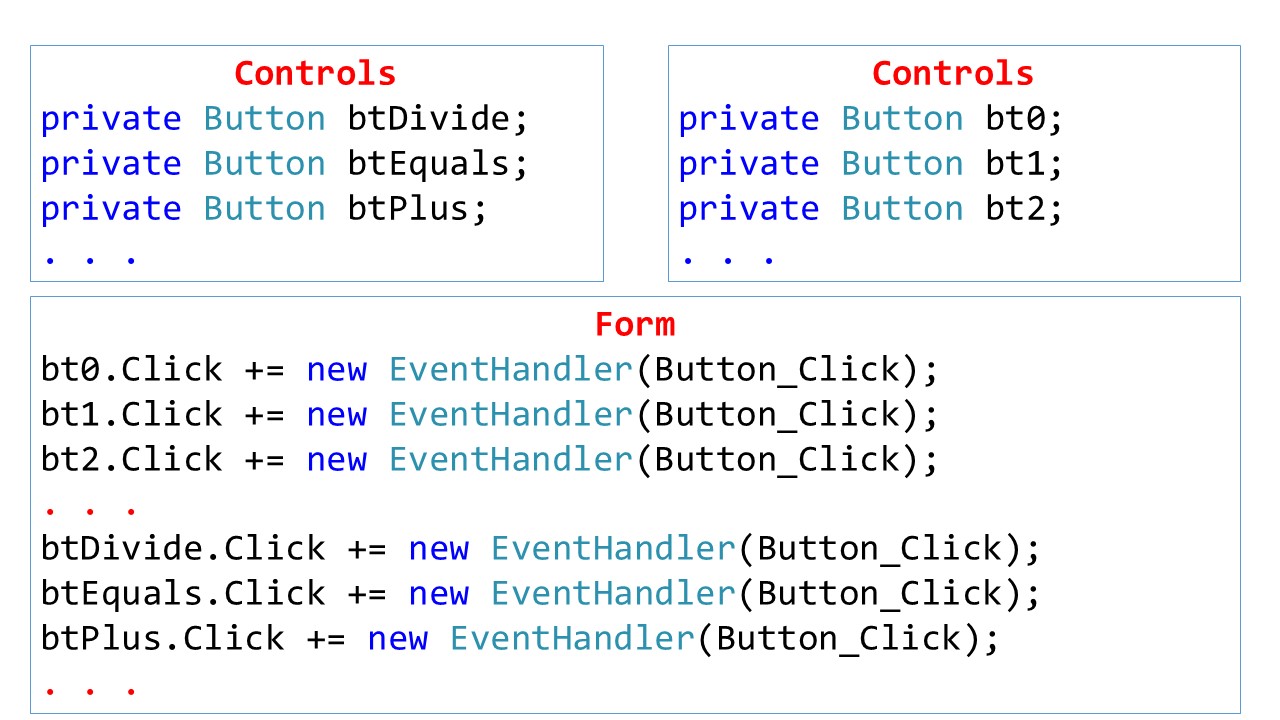 Controls
private Button btDivide;
private Button btEquals;
private Button btPlus;
. . .
Controls
private Button bt0;
private Button bt1;
private Button bt2;
. . .
Form
bt0.Click += new EventHandler(Button_Click);
bt1.Click += new EventHandler(Button_Click);
bt2.Click += new EventHandler(Button_Click);
. . .
btDivide.Click += new EventHandler(Button_Click);
btEquals.Click += new EventHandler(Button_Click);
btPlus.Click += new EventHandler(Button_Click);
. . .